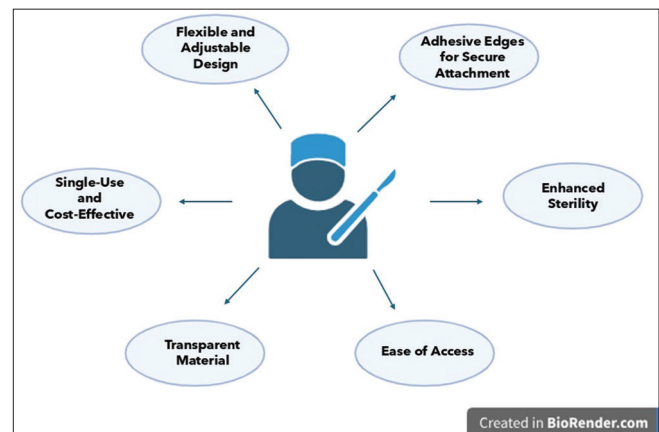 Flexible and
Adjustable
Design
Adhesive Edges
for Secure
Attachment
Single-Use
and
Cost-Effective
Enhanced
Sterility
Transparent
Material
Ease of Access
Created in BioRender.com